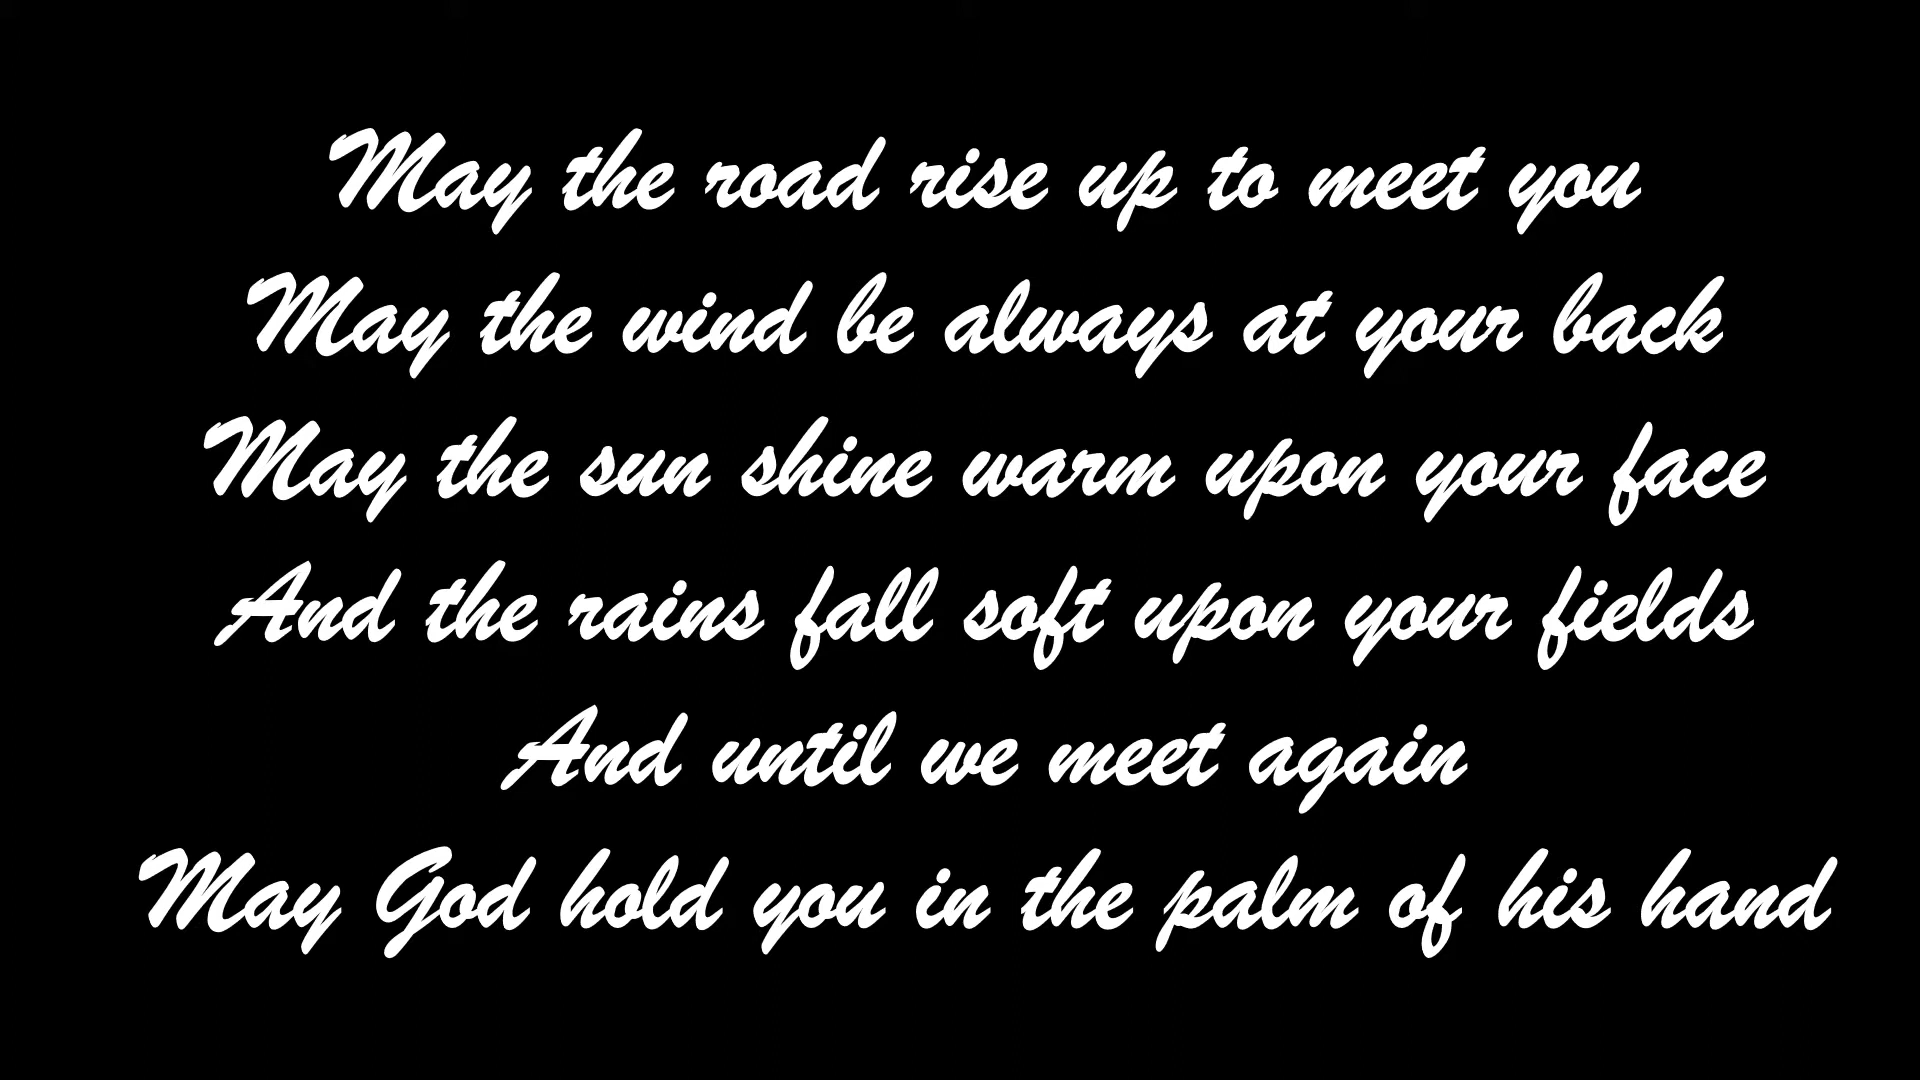 May the road rise up to meet you
May the wind be always at your back
May the sun shine warm upon your face
And the rains fall soft upon your fields
And until we meet again
May God hold you in the palm of his hand